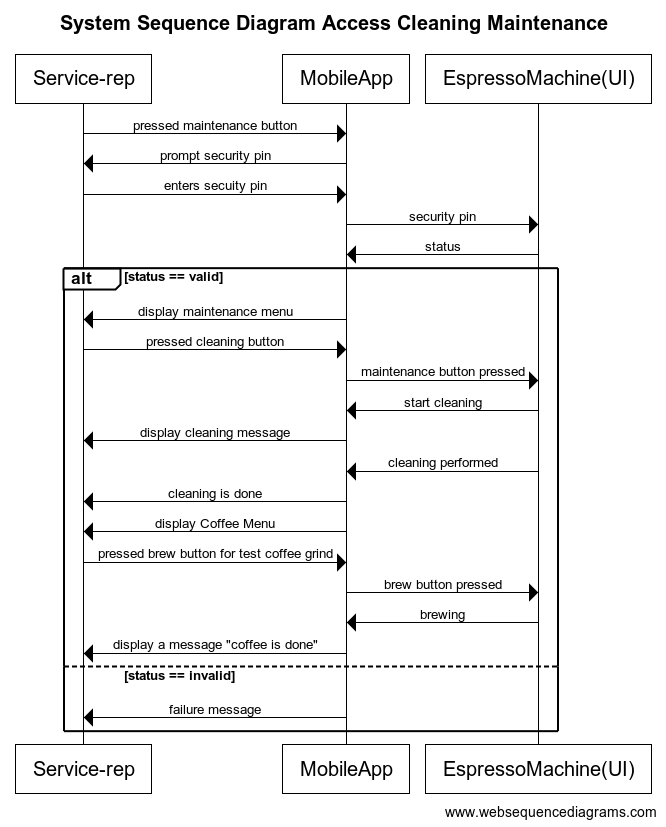 System Sequence Diagram Access Cleaning Maintenance
Service-rep
MobileApp
EspressoMachine(UI)
pressed maintenance button
prompt security pin
enters secuity pin
security pin
status
alt
[status == valid]
display maintenance menu
pressed cleaning button
maintenance button pressed
start cleaning
display cleaning message
cleaning performed
cleaning is done
display Coffee Menu
pressed brew button for test coffee grind
brew button pressed
brewing
display a message "coffee is done"
[status == invalid]
failure message
Service-rep
MobileApp
EspressoMachine(UI)
www.websequencediagrams.com